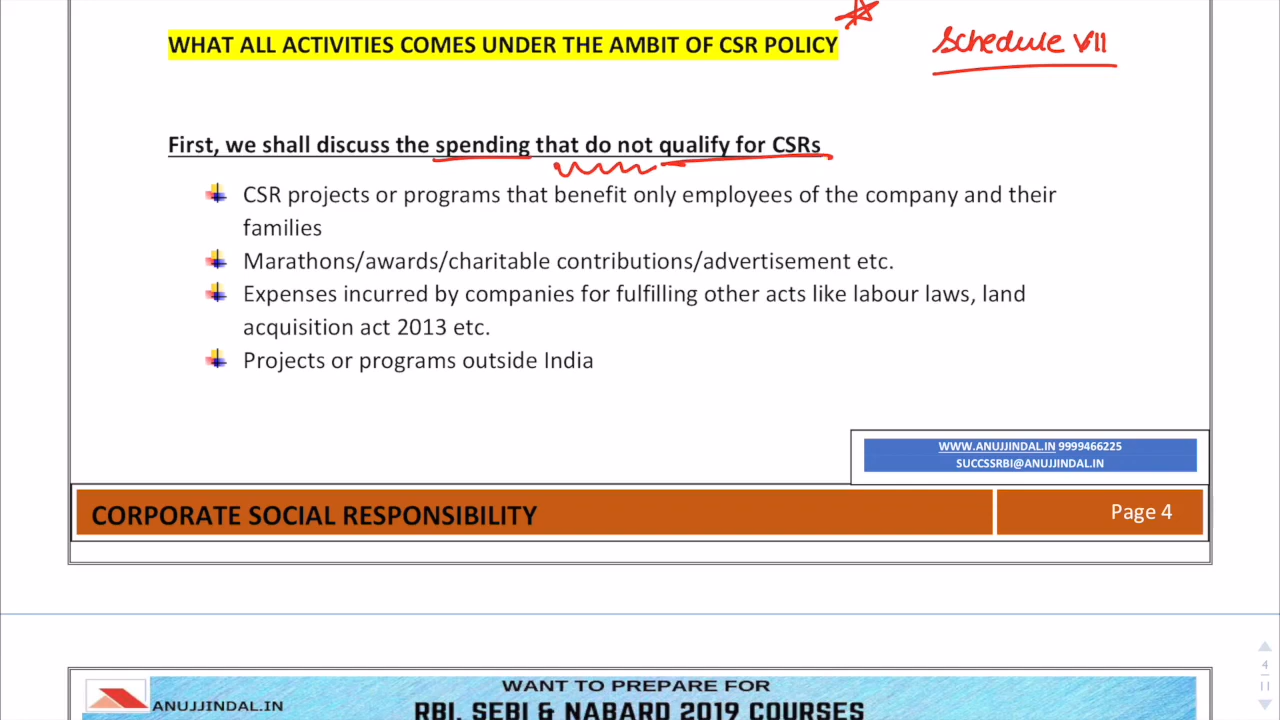 WHAT ALL ACTIVITIES COMES UNDER THE AMBIT OF CSR POLICY
Schedule VII
First, we shall discuss the spending that do not qualify for CSRs
CSR projects or programs that benefit only employees of the company and their
families
Marathons/awards/charitable contributions/advertisement etc.
Expenses incurred by companies for fulfilling other acts like labour laws, land
acquisition act 2013 etc.
Projects or programs outside India
WWW.ANUJJINDAL.IN 9999466225
SUCCSSRBI@ANUJJINDAL.IN
CORPORATE SOCIAL RESPONSIBILITY
Page 4
4
11
ANUJJINDAL.IN
WANT TO PREPARE FOR
RBI, SEBI & NABARD 2019 COURSES